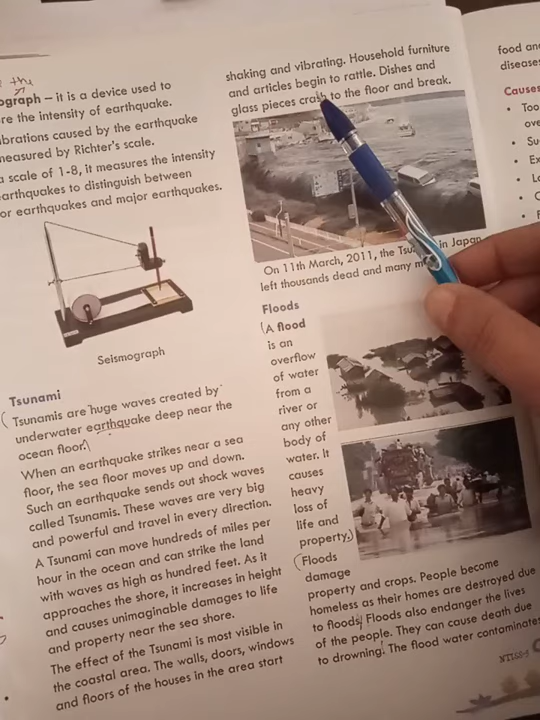 the
ograph – it is a device used to
re the intensity of earthquake.
ibrations caused by the earthquake
measured by Richter's scale.
a scale of 1-8, it measures the intensity
earthquakes to distinguish between
or earthquakes and major earthquakes.
Seismograph
Tsunami
(Tsunamis are huge waves created by
underwater earthquake deep near the
ocean floor.)
When an earthquake strikes near a sea
floor, the sea floor moves up and down.
Such an earthquake sends out shock waves
called Tsunamis. These waves are very big
and powerful and travel in every direction.
A Tsunami can move hundreds of miles per
hour in the ocean and can strike the land
with waves as high as hundred feet. As it
approaches the shore, it increases in height
and causes unimaginable damages to life
and property near the sea shore.
The effect of the Tsunami is most visible in
the coastal area. The walls, doors, windows
and floors of the houses in the area start
shaking and vibrating. Household furniture
and articles begin to rattle. Dishes and
glass pieces crash to the floor and break.
On 11th March, 2011, the Tsu in Japan
left thousands dead and many m
Floods
(A flood
is an
overflow
of water
from a
river or
any other
body of
water. It
causes
heavy
loss of
life and
property.)
(Floods
damage
property and crops. People become
homeless as their homes are destroyed due
to floods. Floods also endanger the lives
of the people. They can cause death due
to drowning. The flood water contaminates
NTISSP
food an
disease
Causes
• Too
ove
• Su
• Ex
• Lo